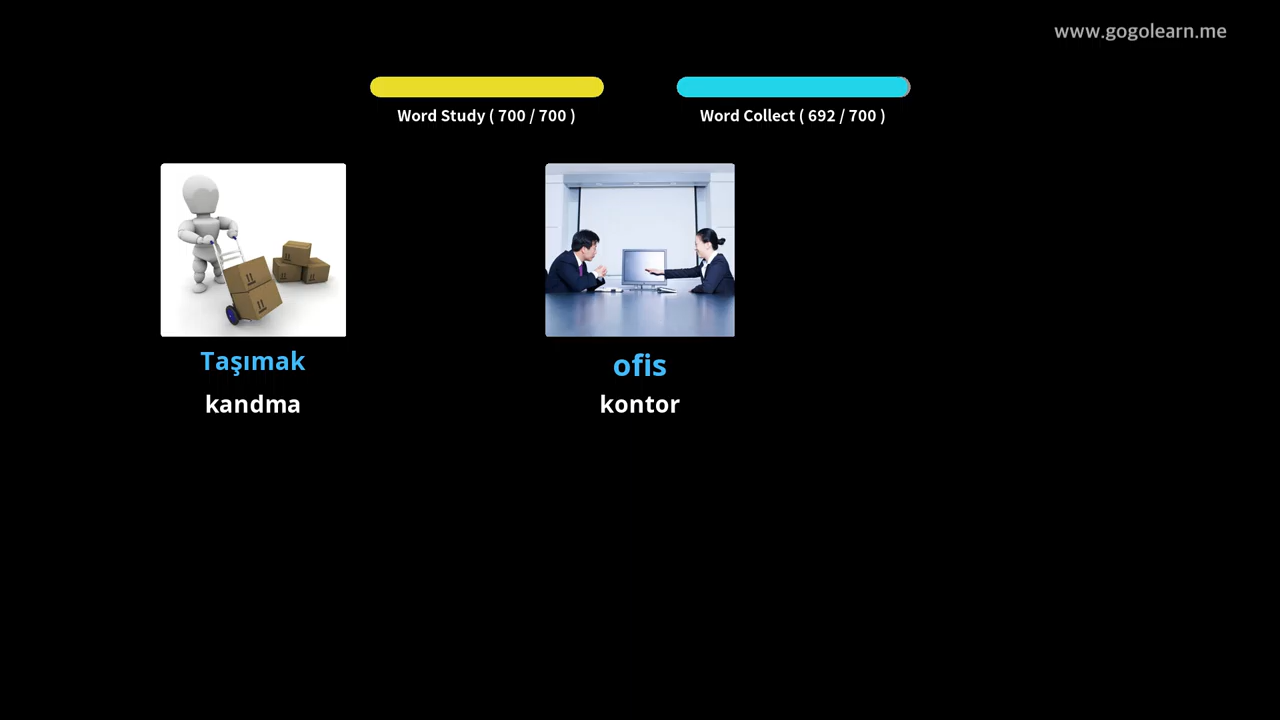 www.gogolearn.me
Word Study ( 700 / 700 )
Word Collect ( 692 / 700 )
Taşımak
kandma
ofis
kontor